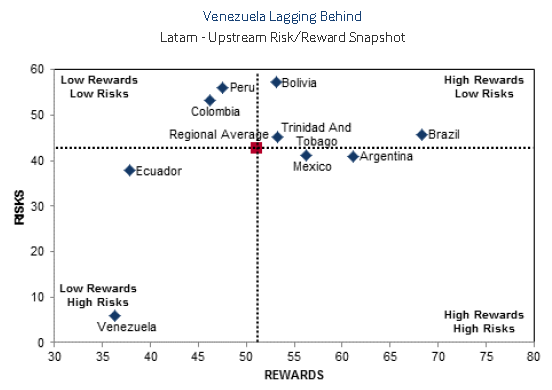 Venezuela Lagging Behind
Latam - Upstream Risk/Reward Snapshot
60
50
40
30
20
10
0
RISKS
Low Rewards
Low Risks
High Rewards
Low Risks
Peru
Bolivia
Colombia
Regional Average
Trinidad And
Tobago
Brazil
Mexico
Argentina
Ecuador
Low Rewards
High Risks
Venezuela
High Rewards
High Risks
30 35 40 45 50 55 60 65 70 75 80
REWARDS